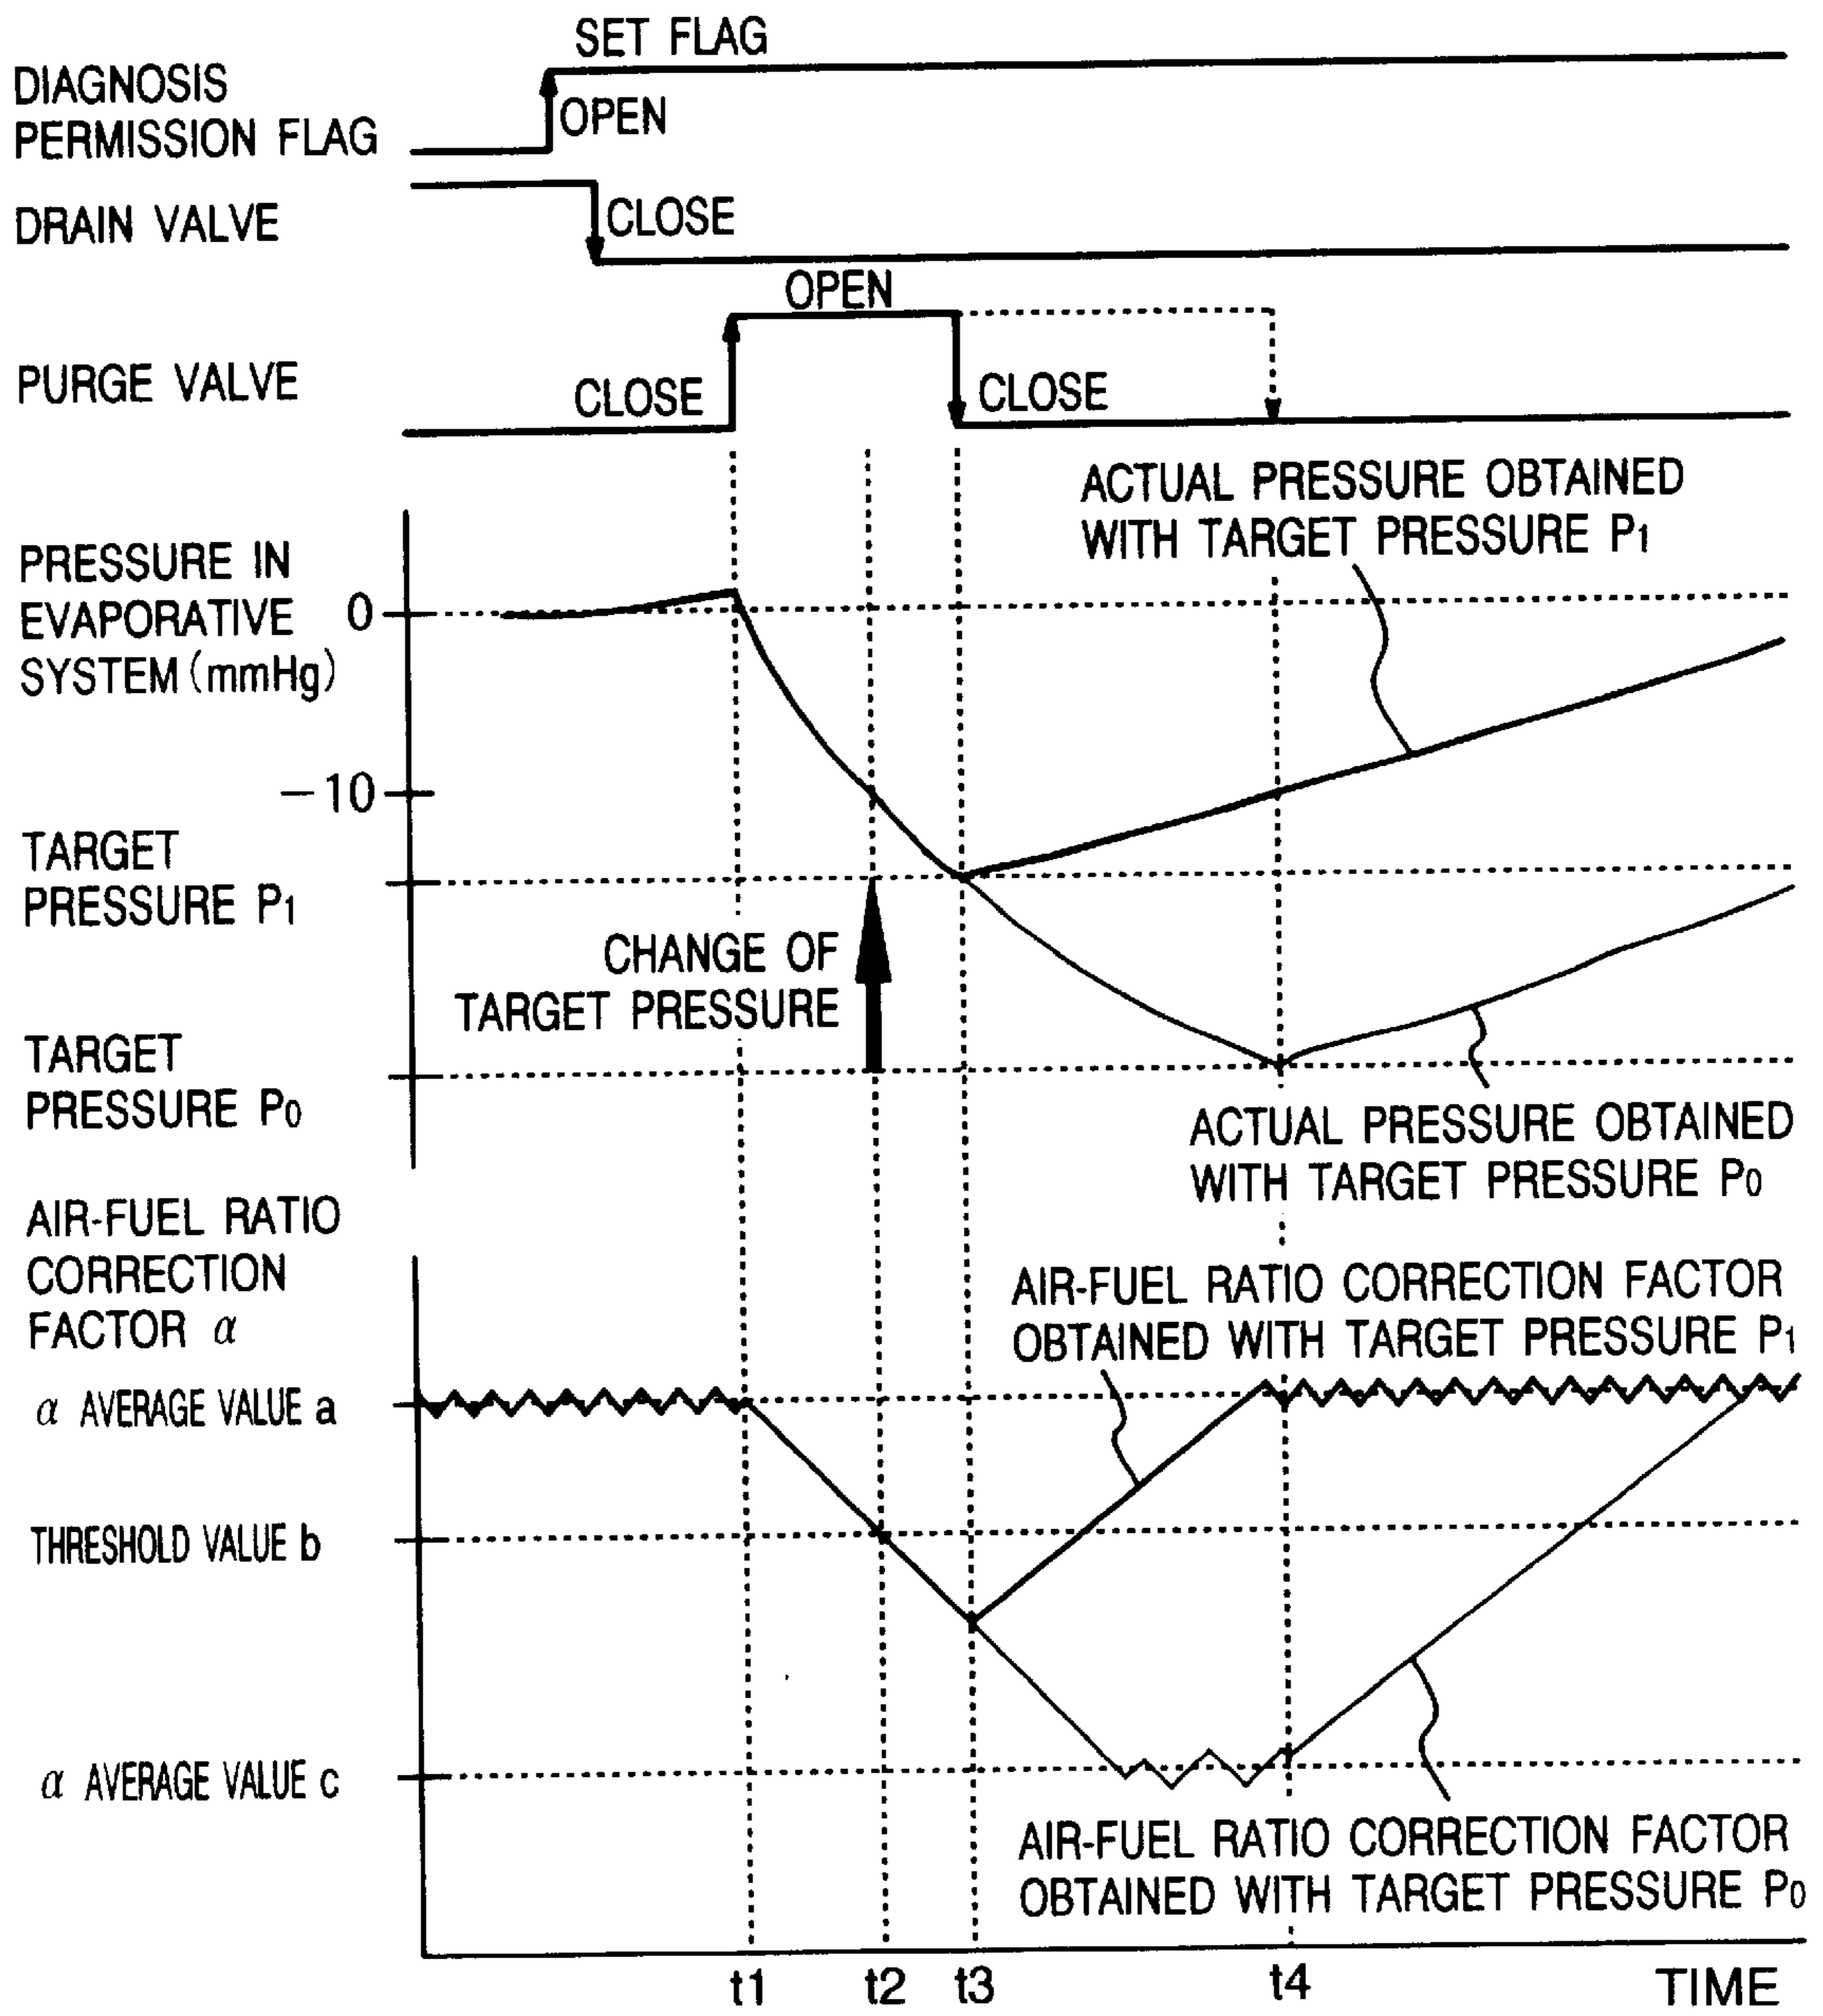 SET FLAG
DIAGNOSIS
PERMISSION FLAG
OPEN
DRAIN VALVE
CLOSE
OPEN
PURGE VALVE
CLOSE
CLOSE
ACTUAL PRESSURE OBTAINED
WITH TARGET PRESSURE P1
PRESSURE IN
EVAPORATIVE
SYSTEM (mmHg)
0
−10
TARGET
PRESSURE P1
CHANGE OF
TARGET PRESSURE
TARGET
PRESSURE P0
ACTUAL PRESSURE OBTAINED
WITH TARGET PRESSURE P0
AIR-FUEL RATIO
CORRECTION
FACTOR α
AIR-FUEL RATIO CORRECTION FACTOR
OBTAINED WITH TARGET PRESSURE P1
α AVERAGE VALUE a
THRESHOLD VALUE b
α AVERAGE VALUE c
AIR-FUEL RATIO CORRECTION FACTOR
OBTAINED WITH TARGET PRESSURE P0
t1 t2 t3 t4 TIME